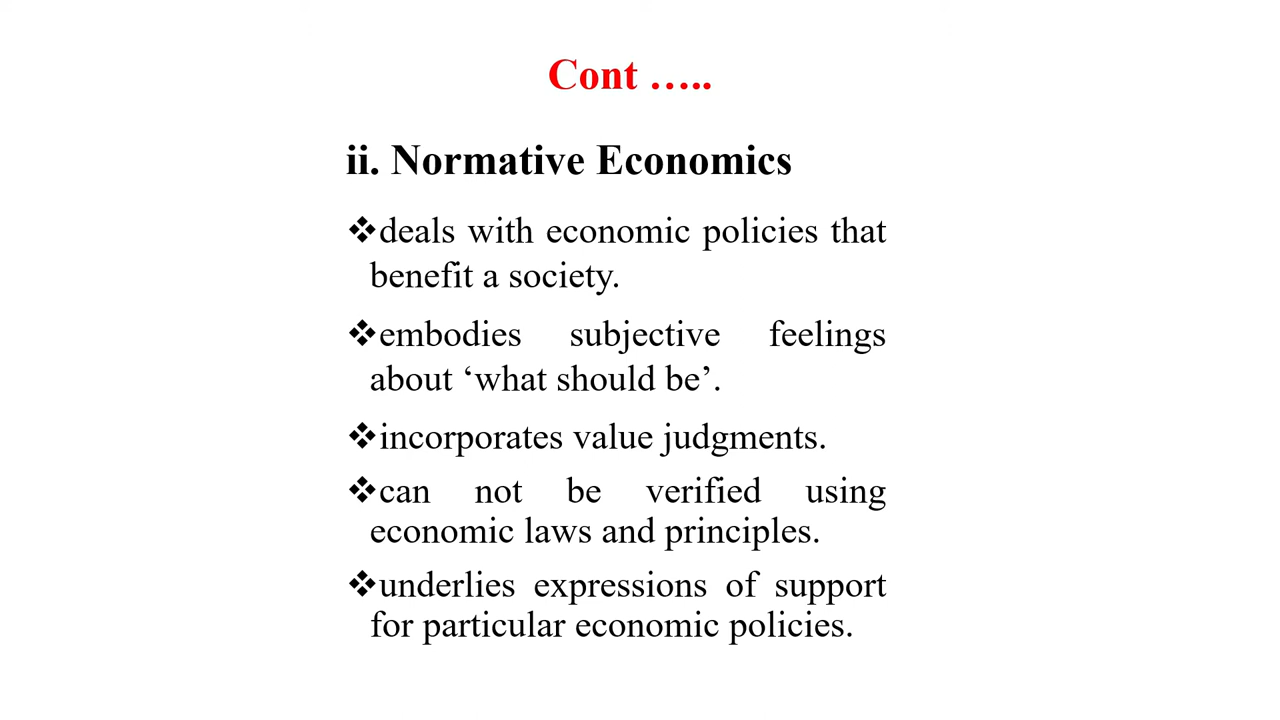 Cont …..
ii. Normative Economics
❖deals with economic policies that
benefit a society.
❖embodies subjective feelings
about ‘what should be’.
❖incorporates value judgments.
❖can not be verified using
economic laws and principles.
❖underlies expressions of support
for particular economic policies.